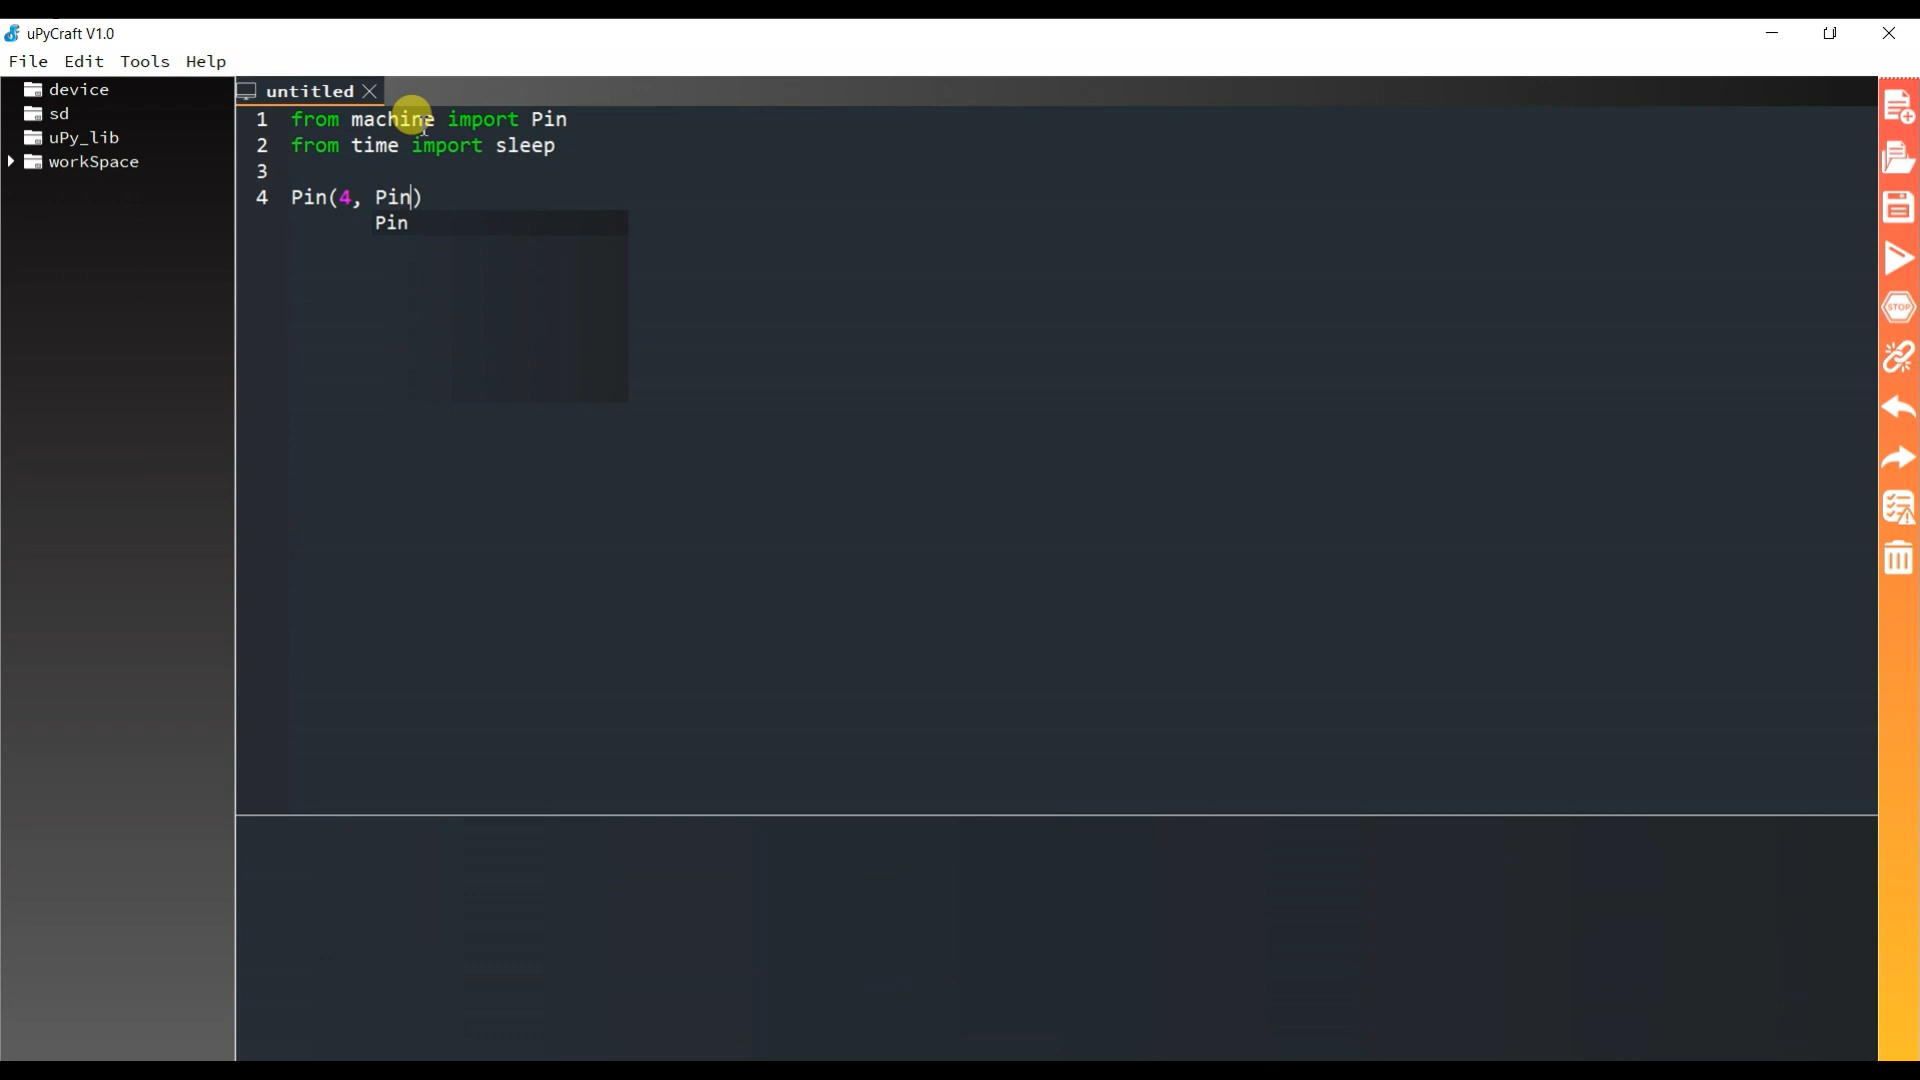 uPyCraft V1.0
File Edit Tools Help
device
sd
uPy_lib
workSpace
untitled
1 from machine import Pin
2 from time import sleep
3
4 Pin(4, Pin)
Pin
STOP